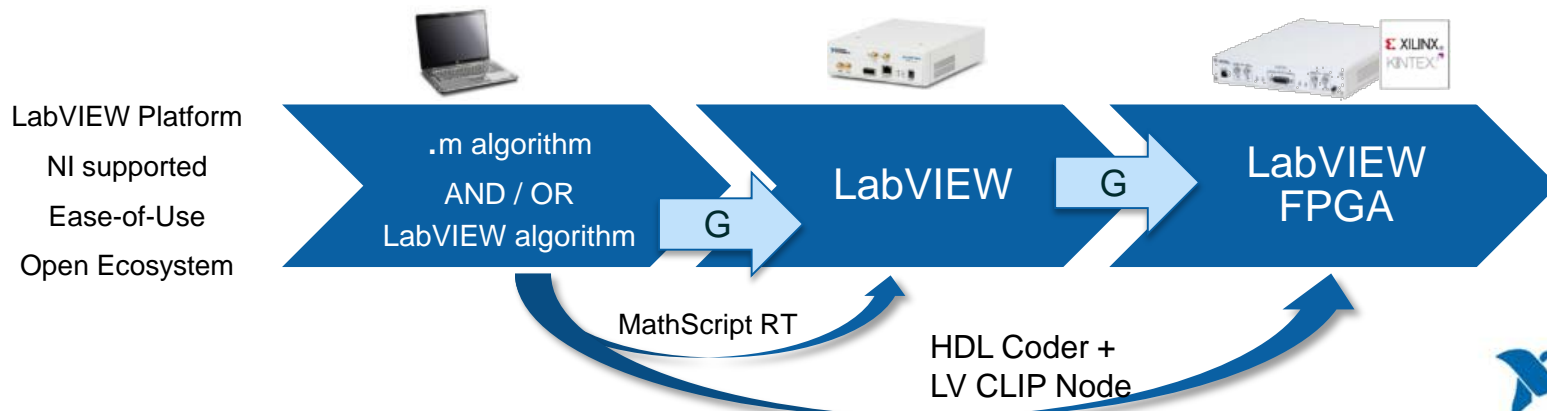 XILINX
KINTEX 7
LabVIEW Platform
NI supported
Ease-of-Use
Open Ecosystem
.m algorithm
AND / OR
LabVIEW algorithm
G
LabVIEW
G
LabVIEW
FPGA
MathScript RT
HDL Coder +
LV CLIP Node